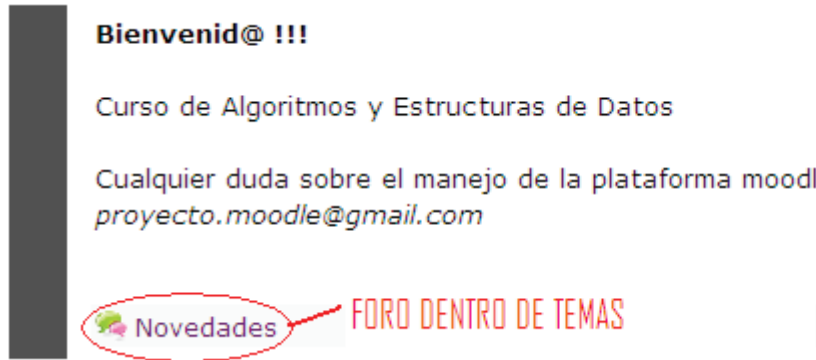 Bienvenid@ !!!
Curso de Algoritmos y Estructuras de Datos
Cualquier duda sobre el manejo de la plataforma moodl
proyecto.moodle@gmail.com
Novedades FORO DENTRO DE TEMAS